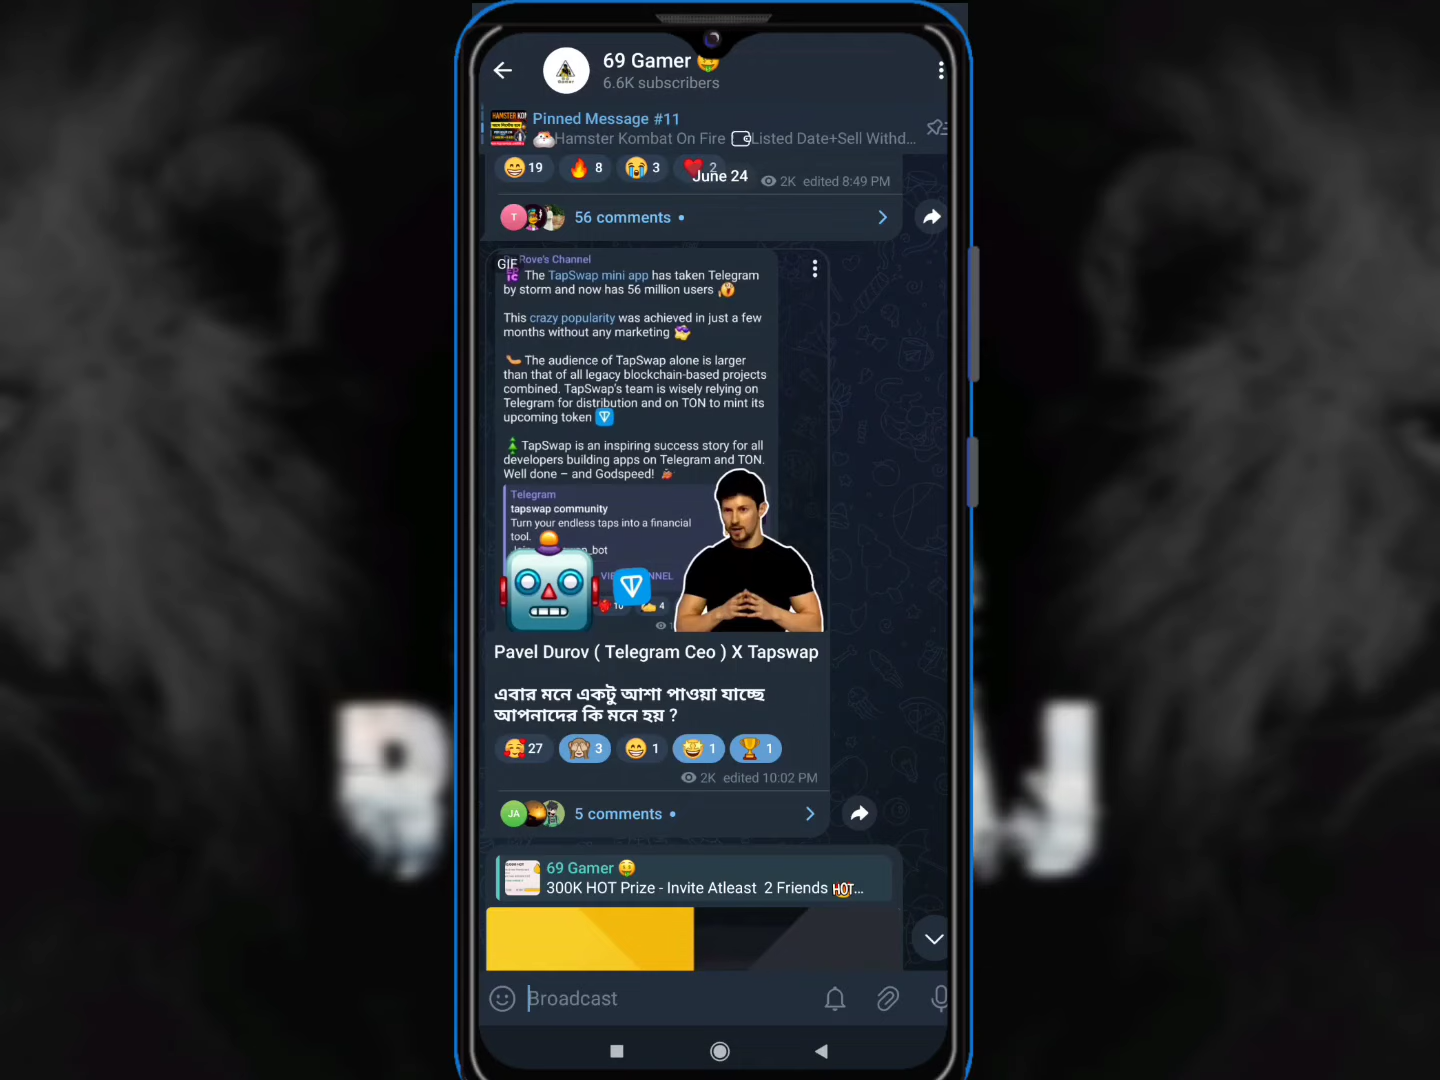 69 Gamer
6.6K subscribers
Pinned Message #11
Hamster Kombat On Fire Listed Date+Sell Withd...
19 8 3 2
June 24
2K edited 8:49 PM
T
56 comments
GIF
Rove's Channel
The TapSwap mini app has taken Telegram
by storm and now has 56 million users
This crazy popularity was achieved in just a few
months without any marketing
The audience of TapSwap alone is larger
than that of all legacy blockchain-based projects
combined. TapSwap's team is wisely relying on
Telegram for distribution and on TON to mint its
upcoming token
TapSwap is an inspiring success story for all
developers building apps on Telegram and TON.
Well done – and Godspeed!
Telegram
tapswap community
Turn your endless taps into a financial
tool.
10 4
Pavel Durov ( Telegram Ceo ) X Tapswap
এবার মনে একটু আশা পাওয়া যাচ্ছে
আপনাদের কি মনে হয় ?
27 3 1 1 1
2K edited 10:02 PM
JA
5 comments
69 Gamer
300K HOT Prize - Invite Atleast 2 Friends HOT...
Broadcast